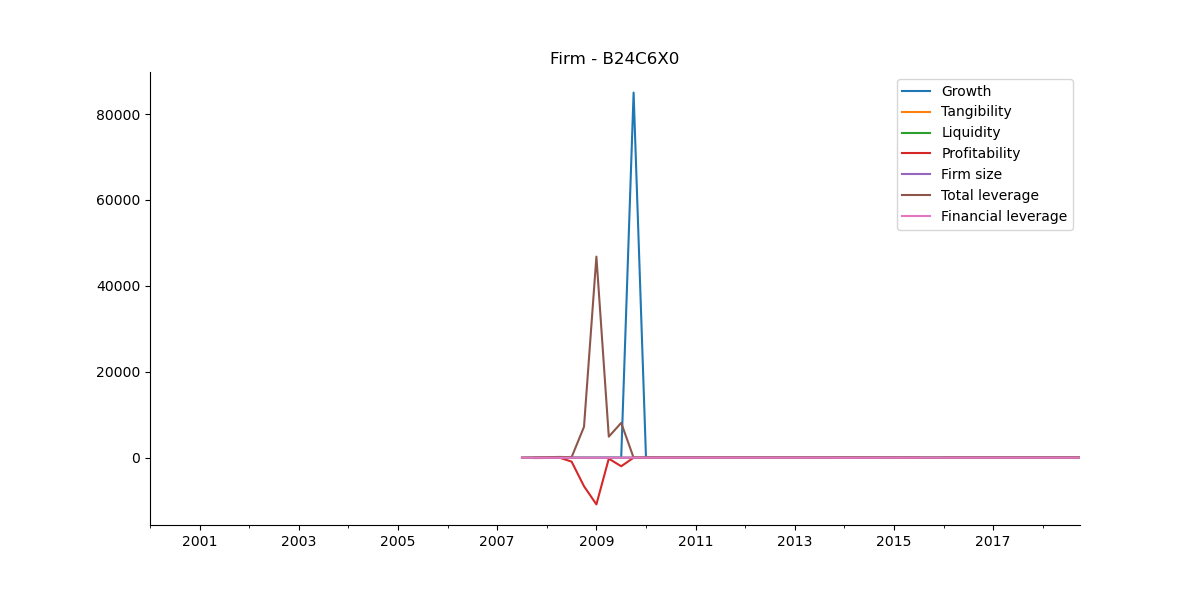 Firm - B24C6X0
Growth
Tangibility
Liquidity
Profitability
Firm size
Total leverage
Financial leverage
80000
60000
40000
20000
0
2001 2003 2005 2007 2009 2011 2013 2015 2017